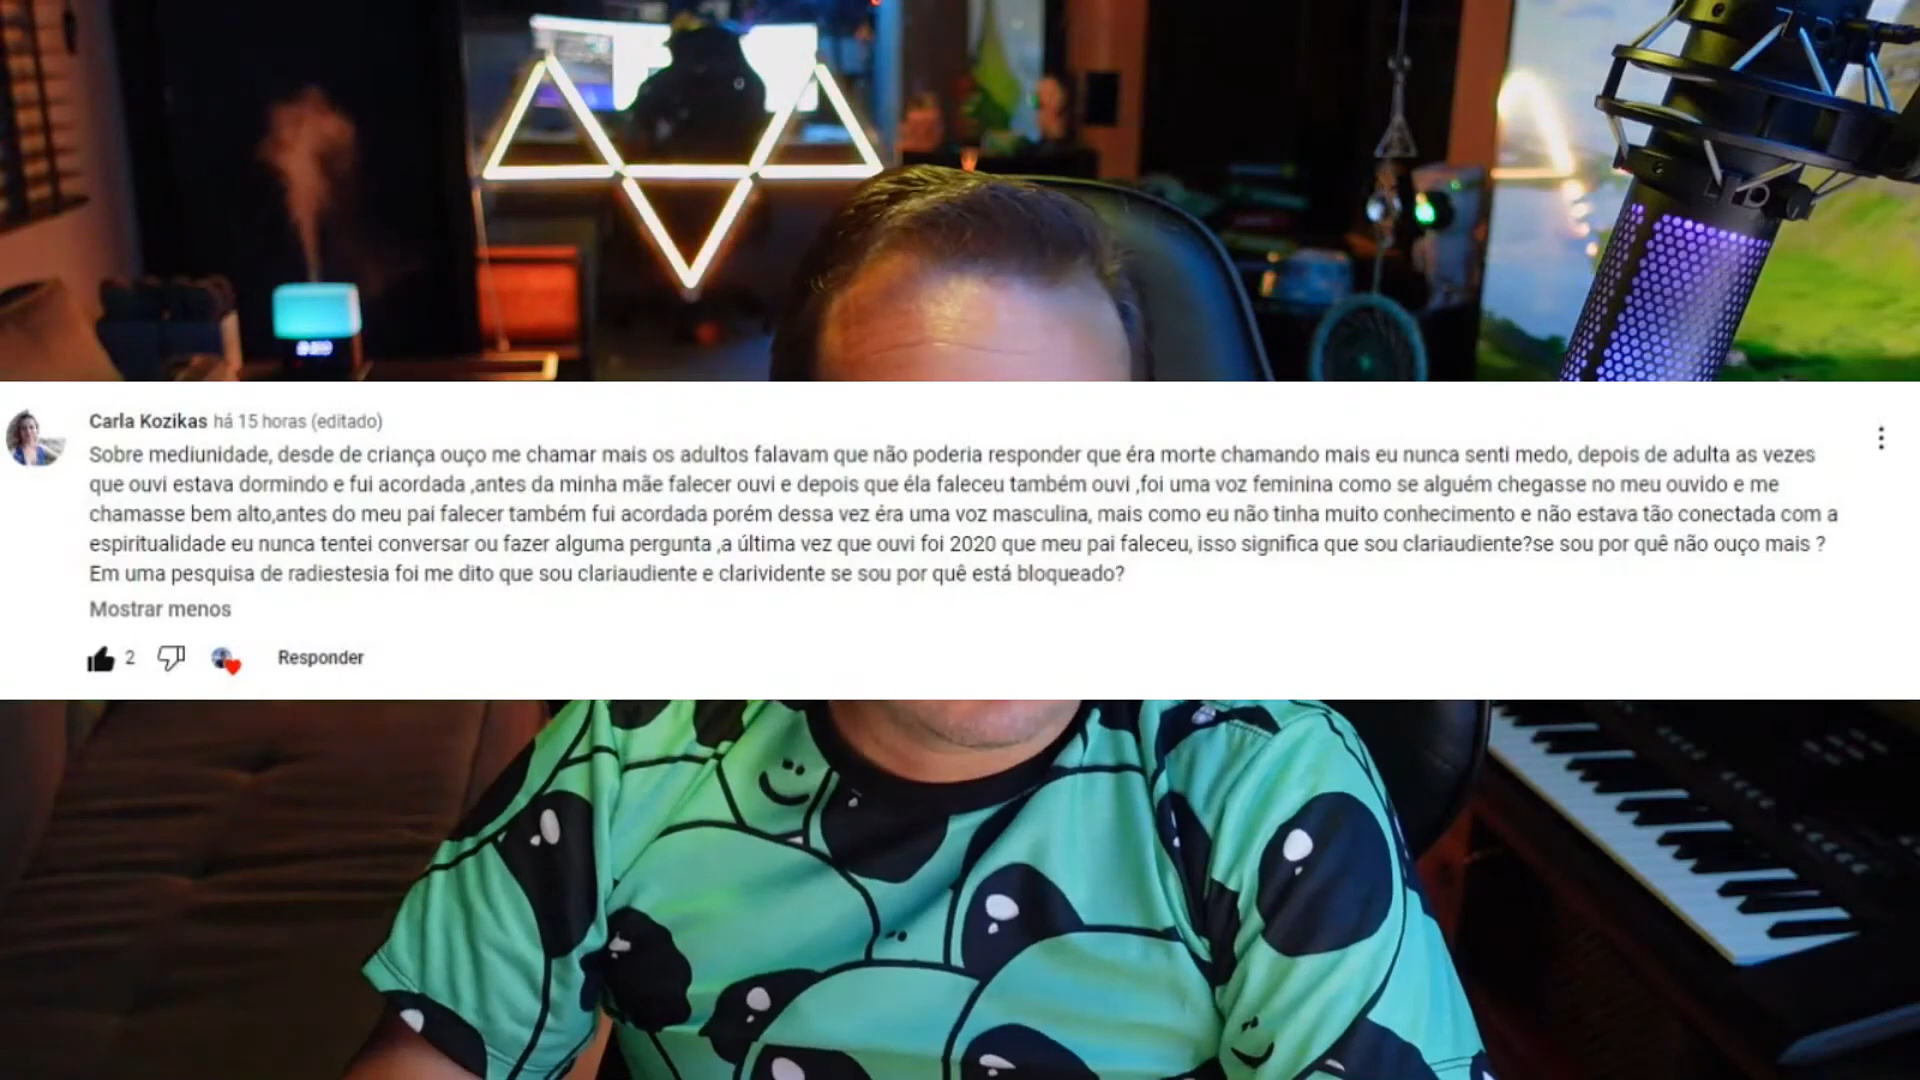 Carla Kozikas há 15 horas (editado)
Sobre mediunidade, desde de criança ouço me chamar mais os adultos falavam que não poderia responder que éra morte chamando mais eu nunca senti medo, depois de adulta as vezes
que ouvi estava dormindo e fui acordada ,antes da minha mãe falecer ouvi e depois que éla faleceu também ouvi ,foi uma voz feminina como se alguém chegasse no meu ouvido e me
chamasse bem alto,antes do meu pai falecer também fui acordada porém dessa vez éra uma voz masculina, mais como eu não tinha muito conhecimento e não estava tão conectada com a
espiritualidade eu nunca tentei conversar ou fazer alguma pergunta ,a última vez que ouvi foi 2020 que meu pai faleceu, isso significa que sou clariaudiente?se sou por quê não ouço mais ?
Em uma pesquisa de radiestesia foi me dito que sou clariaudiente e clarividente se sou por quê está bloqueado?
Mostrar menos
2
Responder